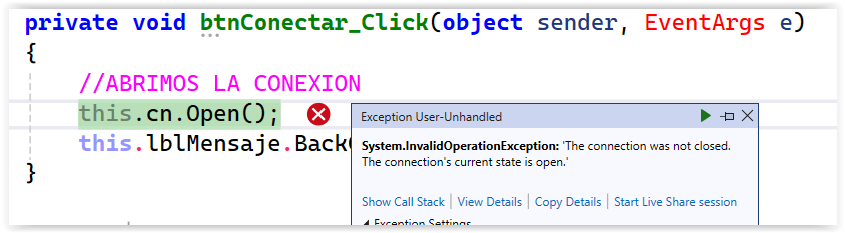 private void btnConectar_Click(object sender, EventArgs e)
{
//ABRIMOS LA CONEXION
this.cn.Open();
Exception User-Unhandled
this.lblMensaje.Back
System.InvalidOperationException: 'The connection was not closed.
The connection's current state is open.'
}
Show Call Stack | View Details | Copy Details | Start Live Share session
Exception Settings